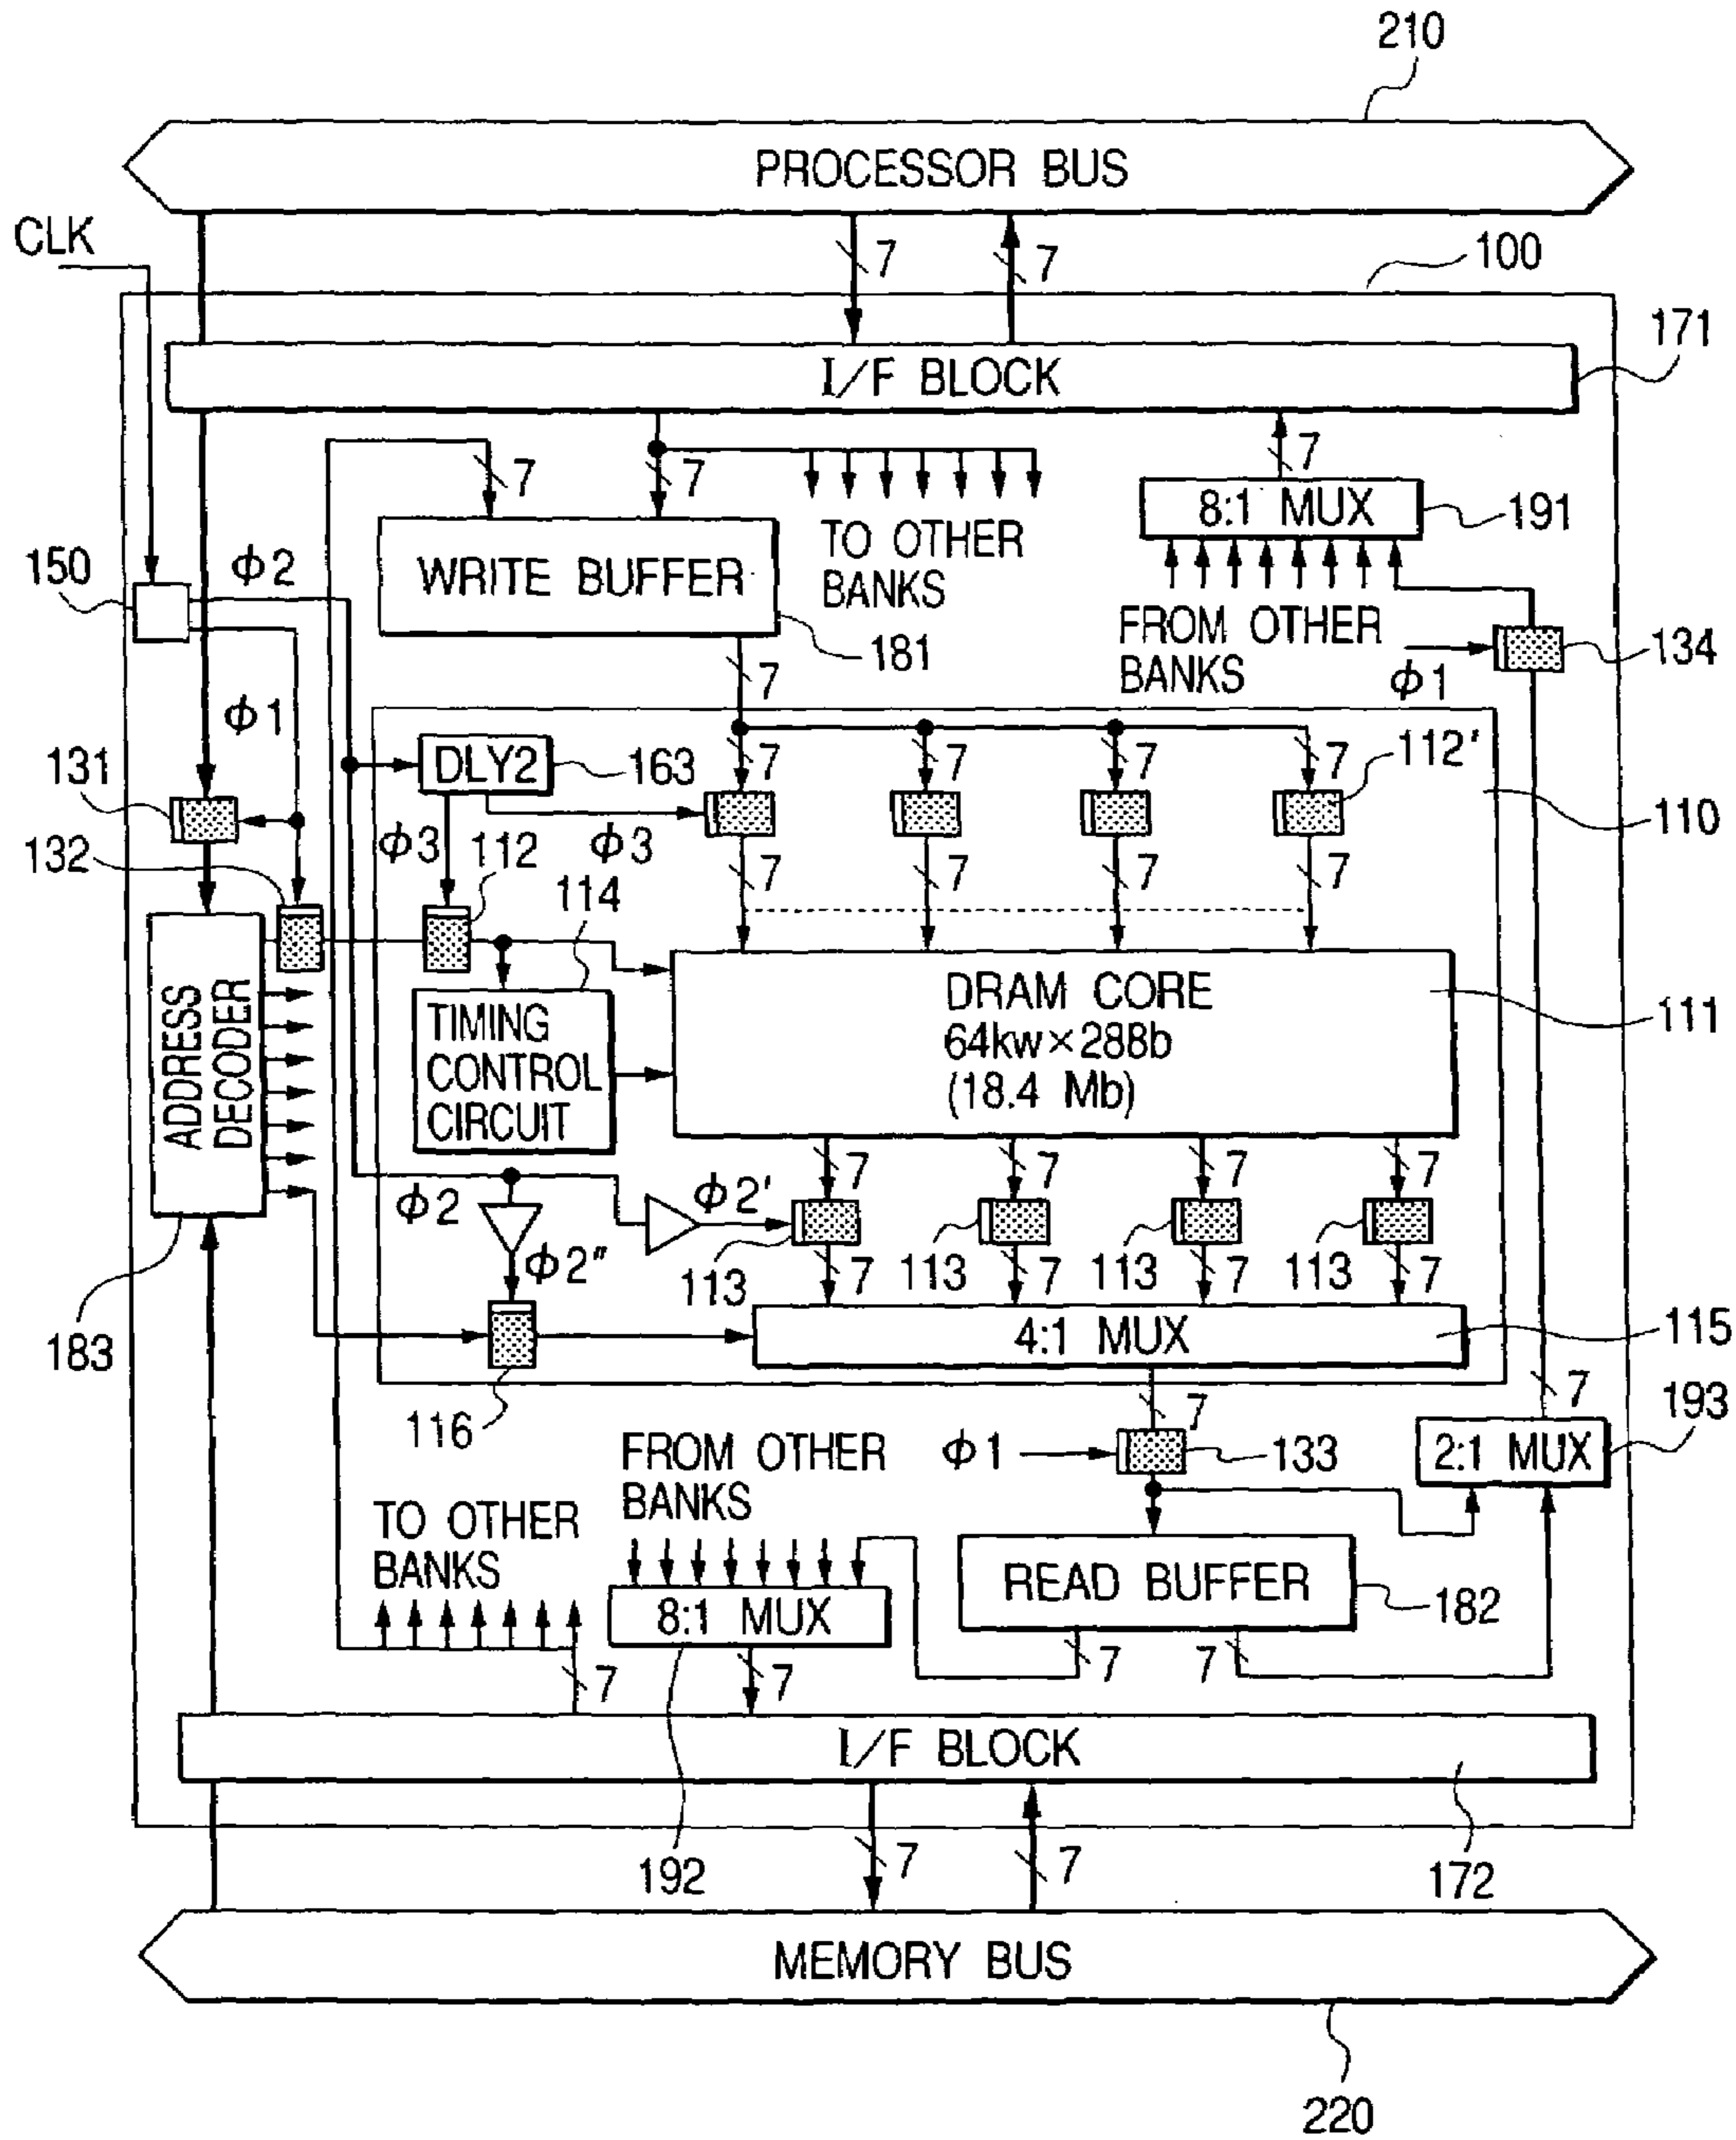 210
PROCESSOR BUS
CLK
7
7
100
171
I/F BLOCK
7
7
7
8:1 MUX
191
TO OTHER
BANKS
150
ϕ2
WRITE BUFFER
FROM OTHER
BANKS
181
134
7
ϕ1
ϕ1
DLY2
163
7
7
7
7
112'
131
110
132
ϕ3
ϕ3
112
114
7
7
7
7
ADDRESS
DECODER
TIMING
CONTROL
CIRCUIT
DRAM CORE
64kw×288b
(18.4 Mb)
111
7
7
7
7
ϕ2
ϕ2'
ϕ2"
113
113
113
113
7
7
7
7
183
4:1 MUX
115
116
7
7
193
FROM OTHER
BANKS
ϕ1
133
2:1 MUX
TO OTHER
BANKS
READ BUFFER
182
8:1 MUX
7
7
7
7
I/F BLOCK
192
7
7
172
MEMORY BUS
220